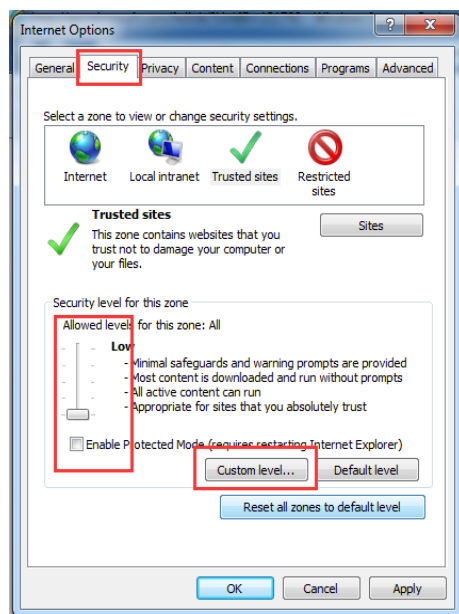 Internet Options
General Security Privacy Content Connections Programs Advanced
Select a zone to view or change security settings.
Internet Local intranet Trusted sites Restricted
sites
Trusted sites
Sites
This zone contains websites that you
trust not to damage your computer or
your files.
Security level for this zone
Allowed levels for this zone: All
Low
- Minimal safeguards and warning prompts are provided
- Most content is downloaded and run without prompts
- All active content can run
- Appropriate for sites that you absolutely trust
Enable Protected Mode (requires restarting Internet Explorer)
Custom level... Default level
Reset all zones to default level
OK Cancel Apply